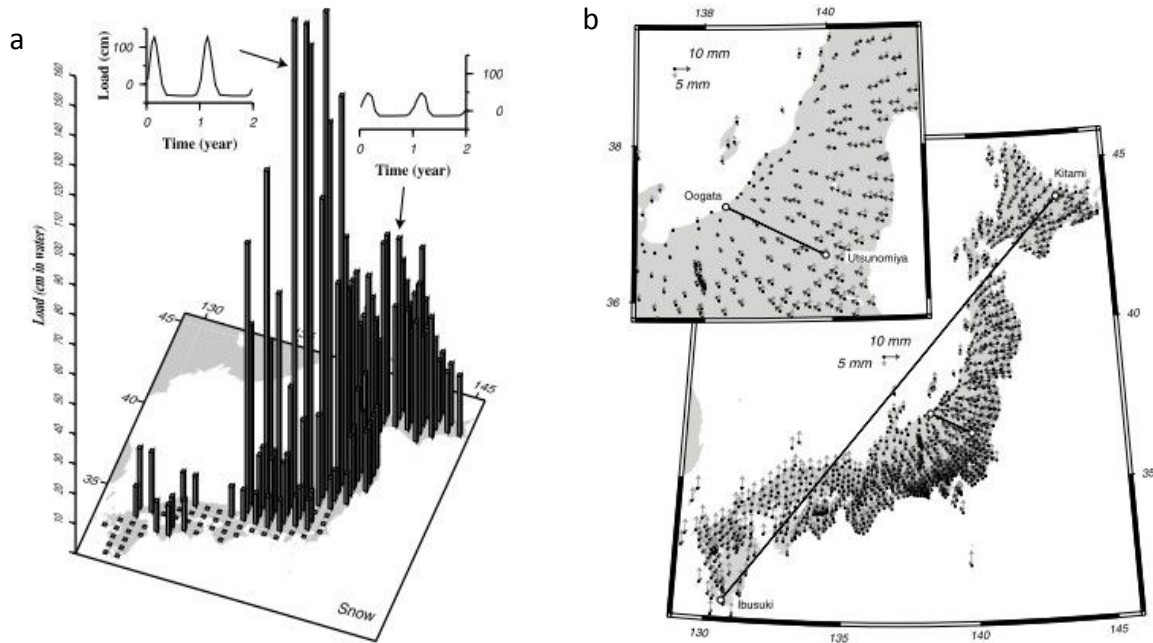 a
b
Load (cm)
100
0
0
1
2
Time (year)
100
0
0
1
2
Time (year)
Load (cm in water)
160
150
140
130
120
110
100
90
80
70
60
50
40
30
20
10
130
45
40
35
145
Snow
138
140
10 mm
5 mm
38
36
Oogata
Utsunomiya
Kitami
45
40
35
10 mm
5 mm
Ibusuki
130
135
140
145